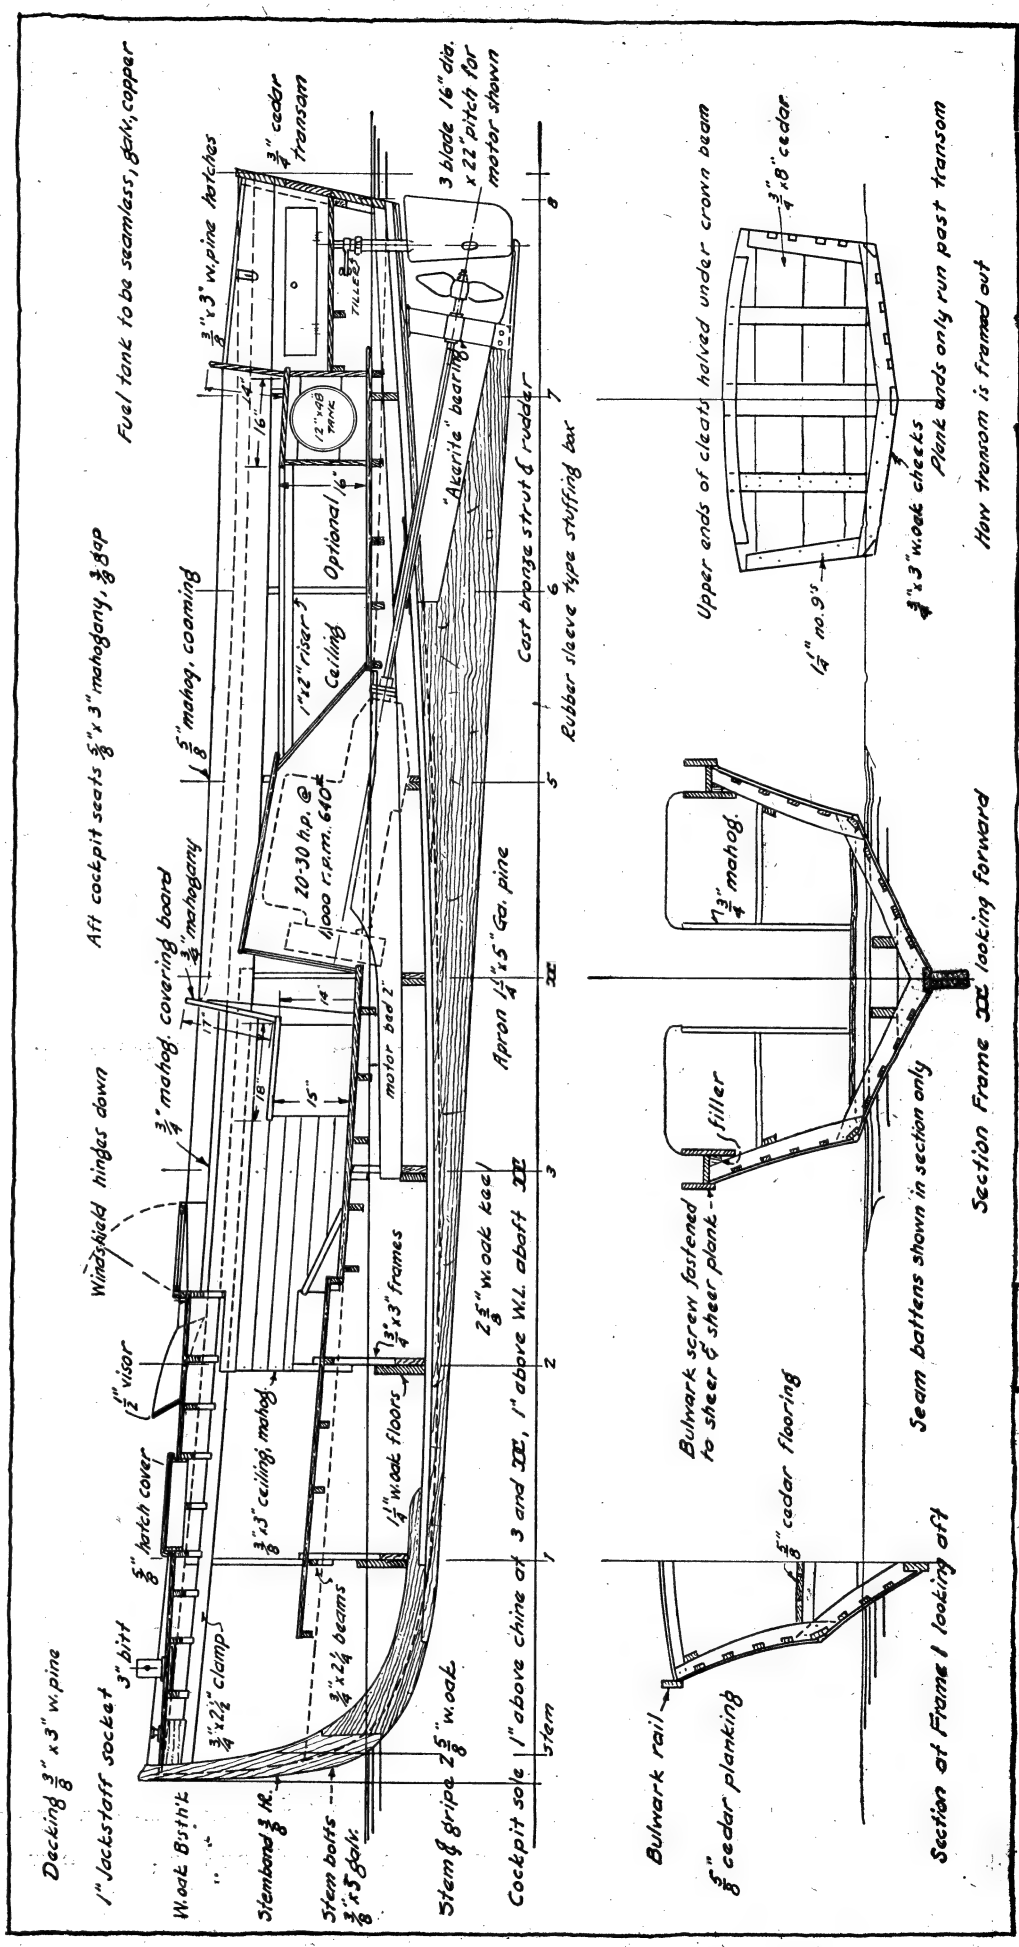 Decking 3/8" x 3" w. pine
1" Jackstaff socket
3" bitt
5/8" hatch cover
1 1/2" visor
Windshield hinges down
3/4" mahog. covering board
3/4" mahogany
Aft cockpit seats 5/8" x 3" mahogany, 3/8 gap
5/8" mahog. coaming
Fuel tank to be seamless, galv., copper
3/8" x 3" w. pine hatches
3/4" cedar
transom
W. oak
3/4" x 2 1/2" clamp
3/8" x 3" ceiling, mahog.
17"
18"
14"
15"
20-30 h.p. @
4000 r.p.m. 640#
1" x 2" riser
Ceiling
Optional
16"
16"
14"
12" x 48
TANK
TILLER
3 blade 16" dia.
x 22" pitch for
motor shown
Stemband 3/8 HR.
Stem bolts
3/8" x 5" galv.
3/4" x 2 1/4" beams
1 1/4" w. oak floors
3/4" x 3" frames
motor bed 2"
"Akerite" bearing
Stem & gripe 2 5/8" w. oak
2 5/8" w. oak keel
Apron 1 1/4" x 5" Ga. pine
Cast bronze strut & rudder
Rubber sleeve type stuffing box
Stem
1
2
3
5
6
7
8
Cockpit sole 1" above chine at 3 and XX, 1" above W.L. abaft XX
Bulwark rail
5/8" cedar planking
5/8" cedar flooring
Section at Frame 1 looking aft
Bulwark screw fastened
to sheer & sheer plank
filler
3/4" mahog.
Seam battens shown in section only
Section Frame XX looking forward
Upper ends of cleats halved under crown beam
3/4" x 8" cedar
1 1/4" no. 9's
3/4" x 3" w. oak cheeks
Plank ends only run past transom
How transom is framed out